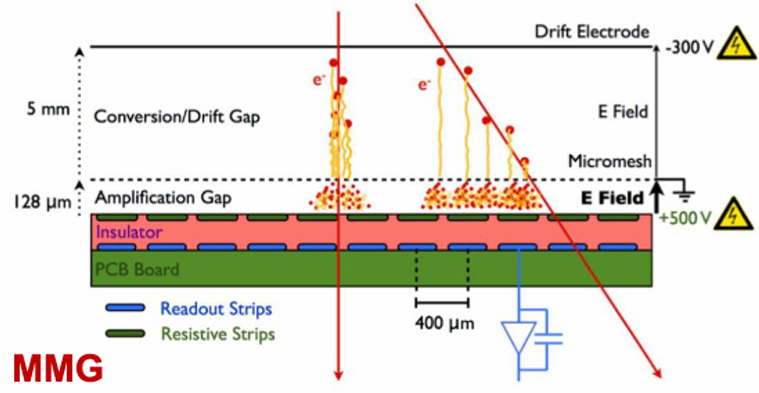 Drift Electrode
-300 V
e-
e-
5 mm
Conversion/Drift Gap
E Field
Micromesh
128 µm
Amplification Gap
E Field
+500 V
Insulator
PCB Board
Readout Strips
400 µm
Resistive Strips
MMG